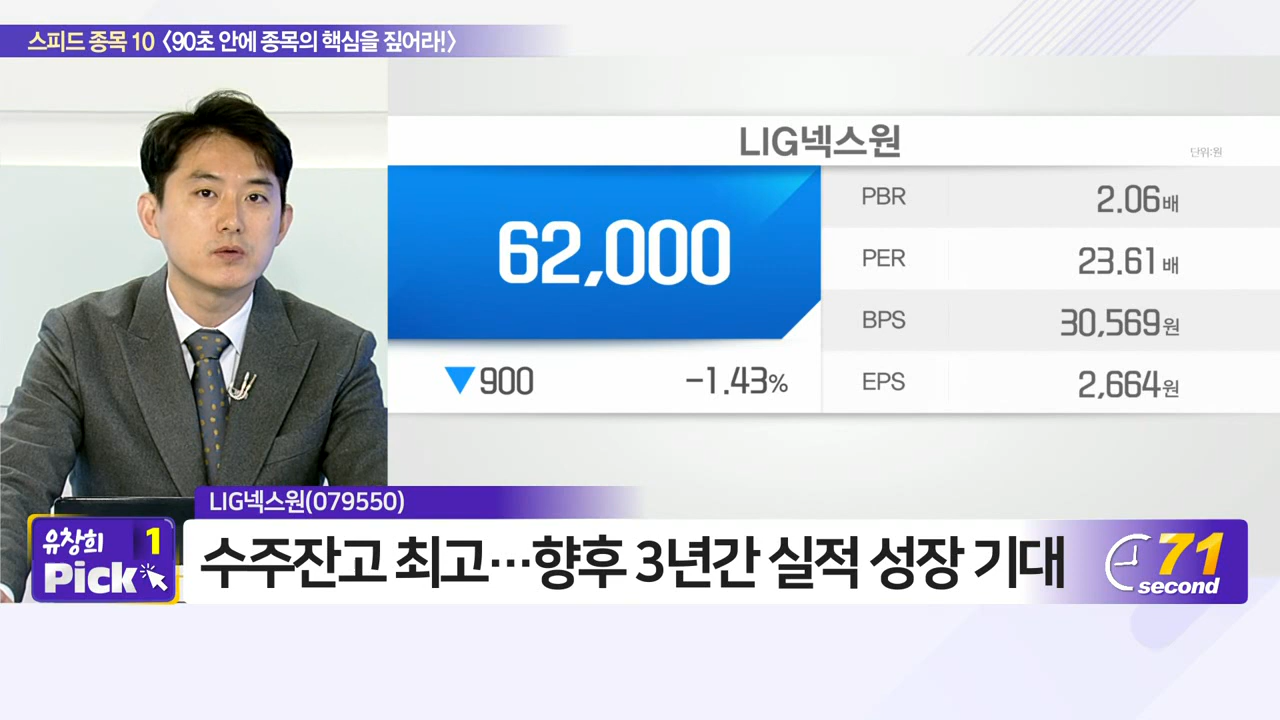 스피드 종목 10 〈90초 안에 종목의 핵심을 짚어라!〉
LIG넥스원
단위:원
62,000
▼900 -1.43%
PBR 2.06배
PER 23.61배
BPS 30,569원
EPS 2,664원
LIG넥스원(079550)
유창희 1
Pick
수주잔고 최고…향후 3년간 실적 성장 기대
71
second